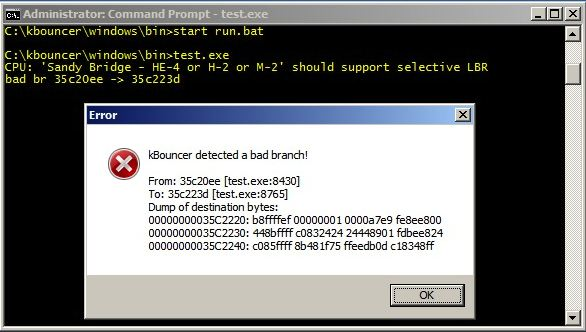 Administrator: Command Prompt - test.exe
C:\kbouncer\windows\bin>start run.bat
C:\kbouncer\windows\bin>test.exe
CPU: 'Sandy Bridge - HE-4 or H-2 or M-2' should support selective LBR
bad br 35c20ee -> 35c223d
Error
kBouncer detected a bad branch!
From: 35c20ee [test.exe:8430]
To: 35c223d [test.exe:8765]
Dump of destination bytes:
00000000035C2220: b8ffffef 00000001 0000a7e9 fe8ee800
00000000035C2230: 448bffff c0832424 24448901 fdbee824
00000000035C2240: c085ffff 8b481f75 ffeedb0d c18348ff
OK